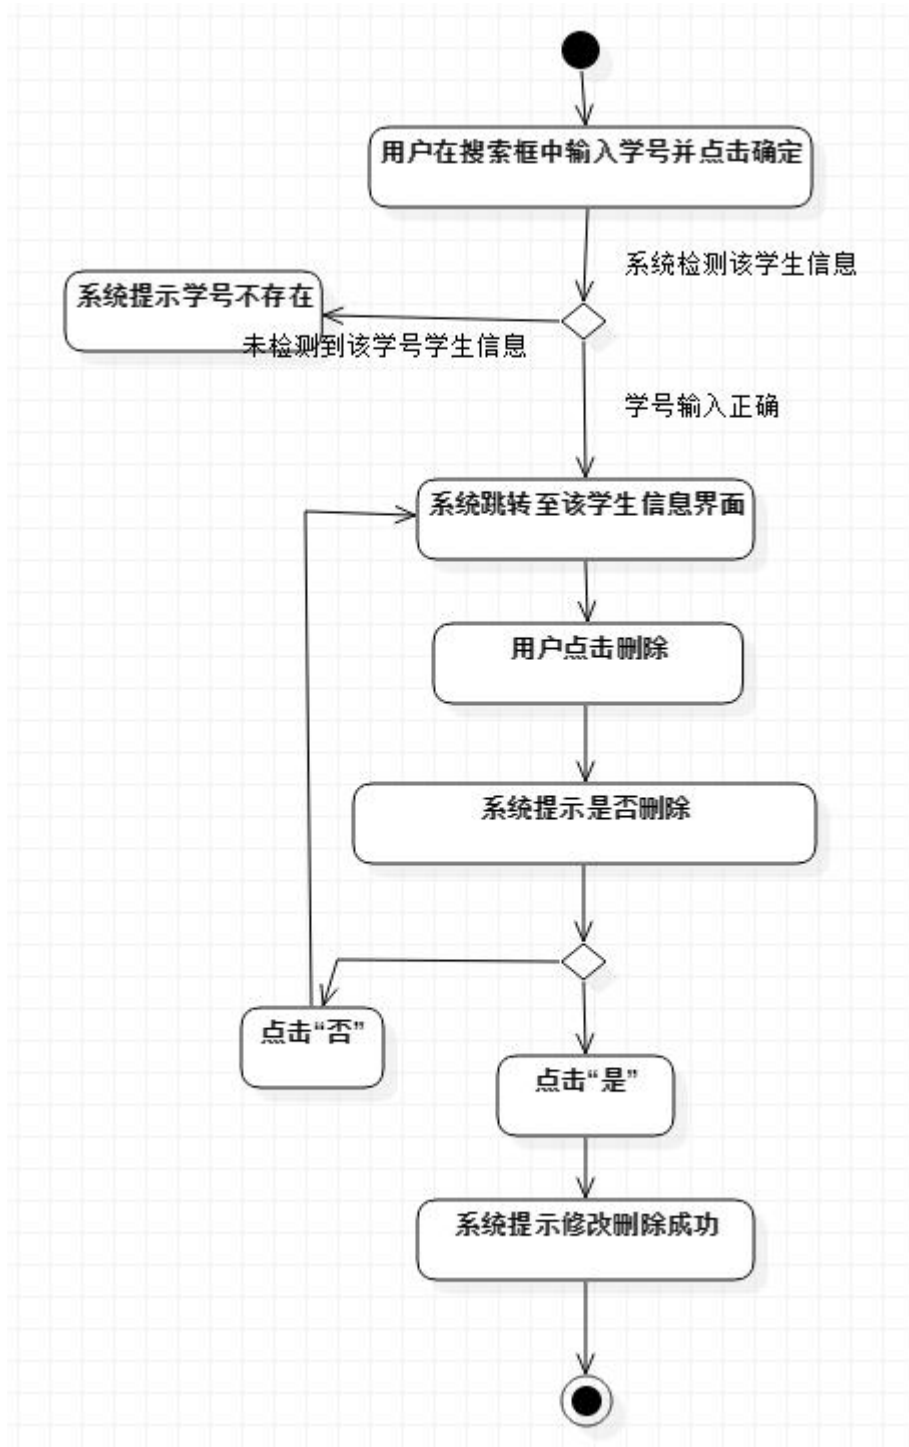 用户在搜索框中输入学号并点击确定
系统检测该学生信息
系统提示学号不存在
未检测到该学号学生信息
学号输入正确
系统跳转至该学生信息界面
用户点击删除
系统提示是否删除
点击“否”
点击“是”
系统提示修改删除成功